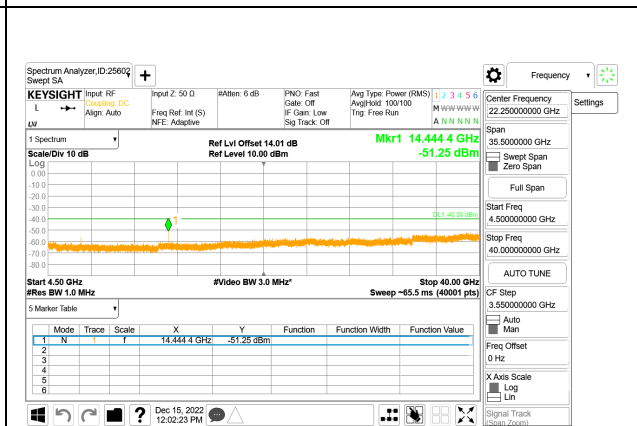 Spectrum Analyzer,ID:25602
Swept SA
Frequency
KEYSIGHT
L
Input: RF
Coupling: DC
Align: Auto
Input Z: 50 Ω
Freq Ref: Int (S)
NFE: Adaptive
#Atten: 6 dB
PNO: Fast
Gate: Off
IF Gain: Low
Sig Track: Off
Avg Type: Power (RMS)
Avg|Hold: 100/100
Trig: Free Run
1 2 3 4 5 6
M W W W W W
A N N N N N
Settings
Center Frequency
22.250000000 GHz
Span
35.5000000 GHz
Swept Span
Zero Span
Full Span
Start Freq
4.500000000 GHz
Stop Freq
40.000000000 GHz
AUTO TUNE
CF Step
3.550000000 GHz
Auto
Man
Freq Offset
0 Hz
X Axis Scale
Log
Lin
Signal Track
(Span Zoom)
1 Spectrum
Scale/Div 10 dB
Ref Lvl Offset 14.01 dB
Ref Level 10.00 dBm
Mkr1 14.444 4 GHz
-51.25 dBm
Log
0.00
-10.0
-20.0
-30.0
-40.0
-50.0
-60.0
-70.0
-80.0
1
DL1 -40.00 dBm
Start 4.50 GHz
#Res BW 1.0 MHz
#Video BW 3.0 MHz*
Stop 40.00 GHz
Sweep ~65.5 ms (40001 pts)
5 Marker Table
Mode Trace Scale X Y Function Function Width Function Value
1 N 1 f 14.444 4 GHz -51.25 dBm
2
3
4
5
6
?
Dec 15, 2022
12:02:23 PM